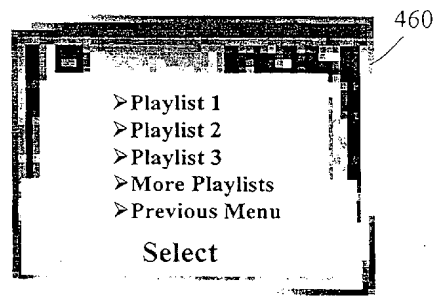 460
➢Playlist 1
➢Playlist 2
➢Playlist 3
➢More Playlists
➢Previous Menu
Select